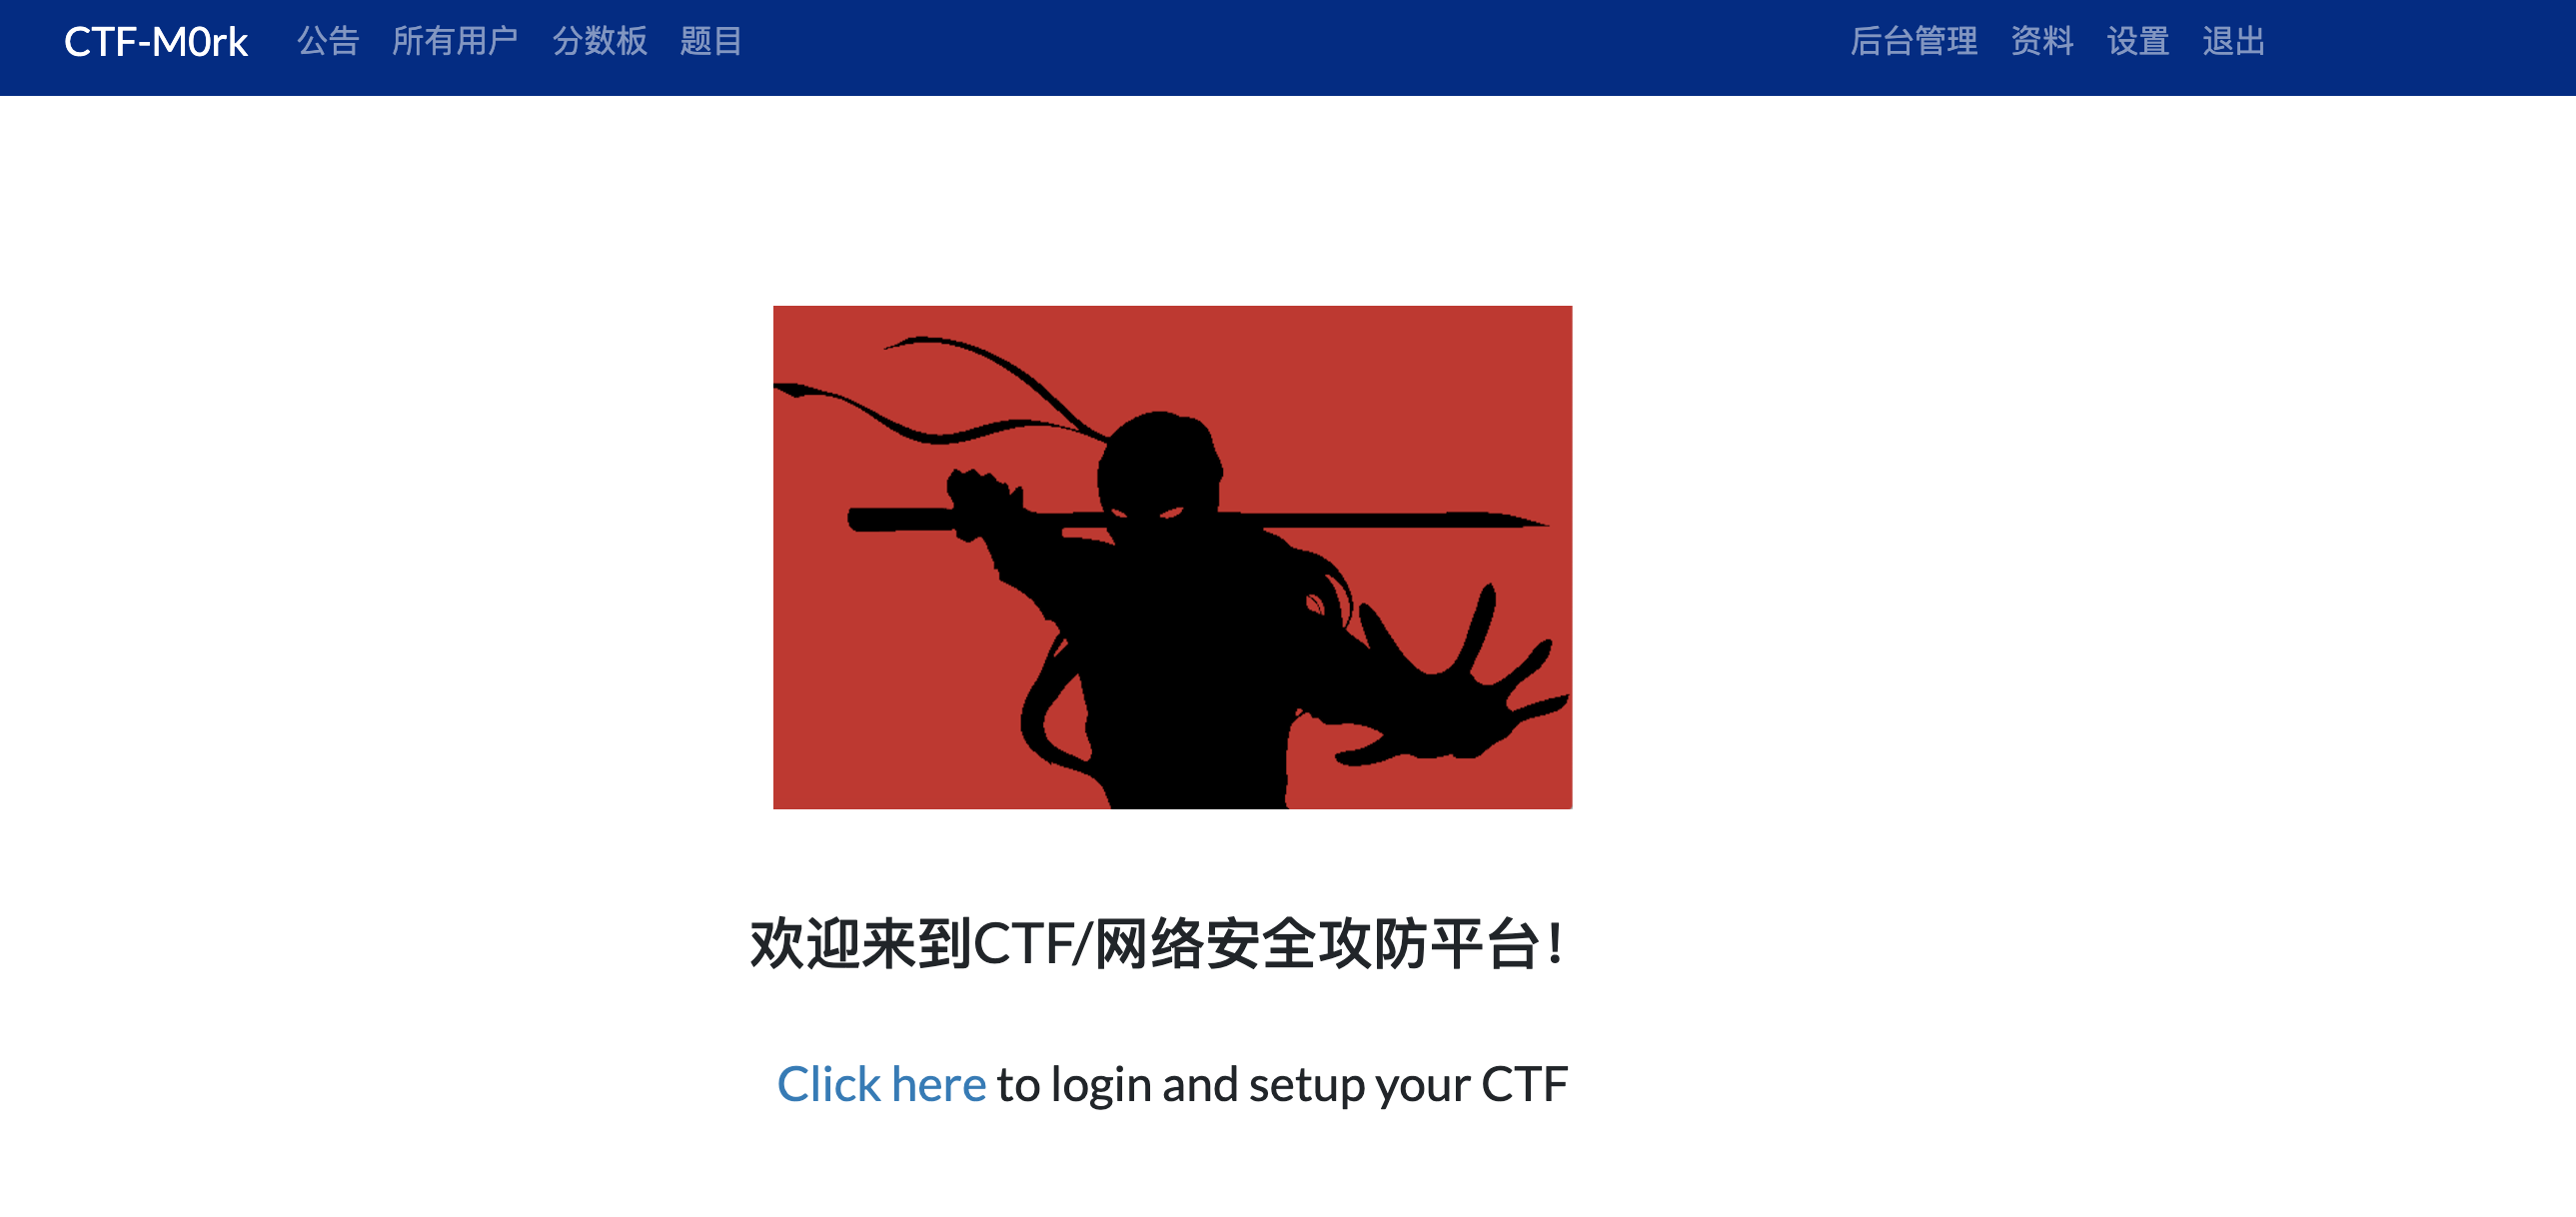 CTF-M0rk 公告 所有用户 分数板 题目 后台管理 资料 设置 退出
欢迎来到CTF/网络安全攻防平台！
Click here to login and setup your CTF